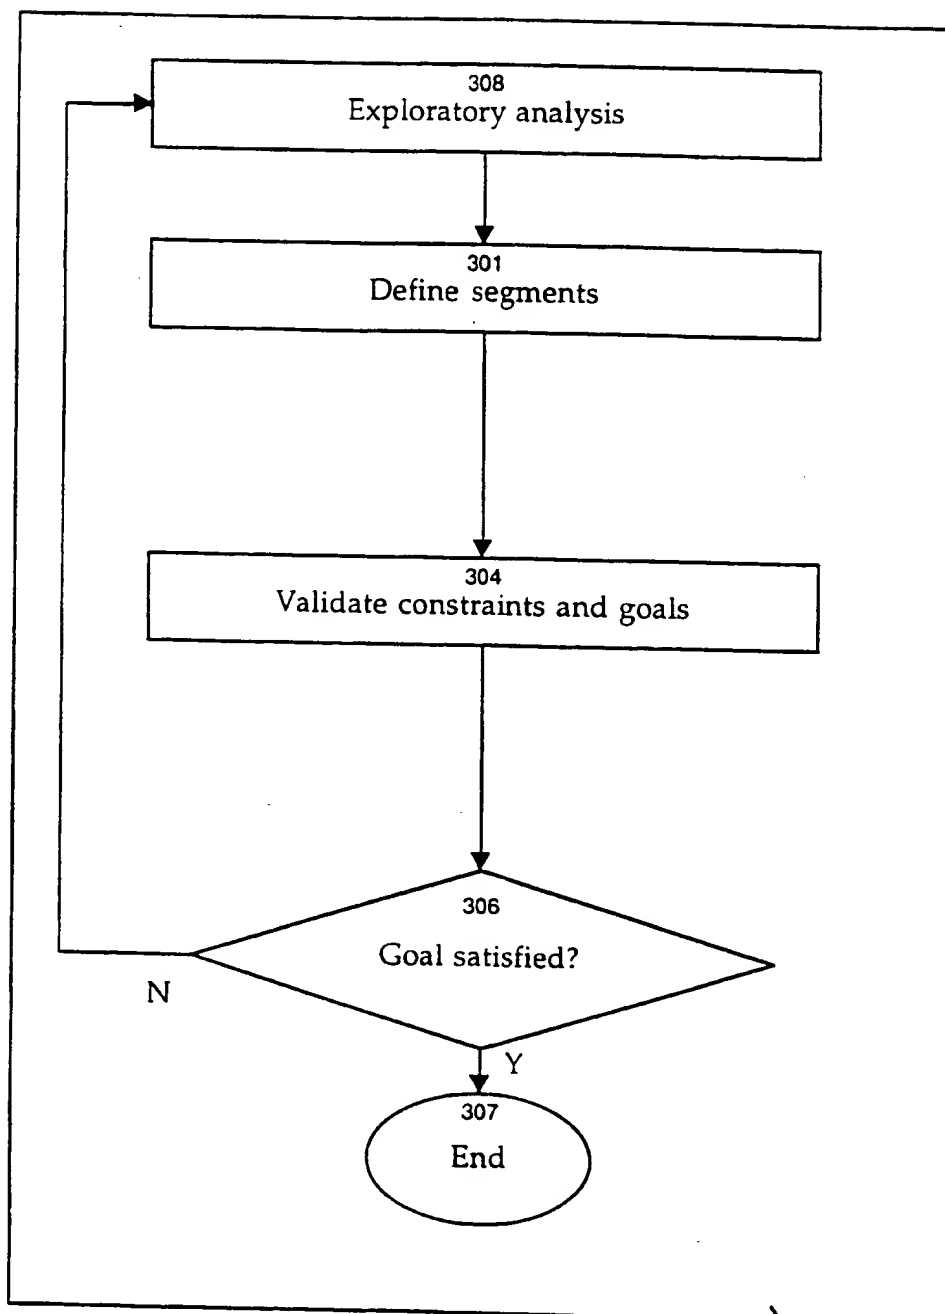 308
Exploratory analysis
301
Define segments
304
Validate constraints and goals
306
Goal satisfied?
N
Y
307
End